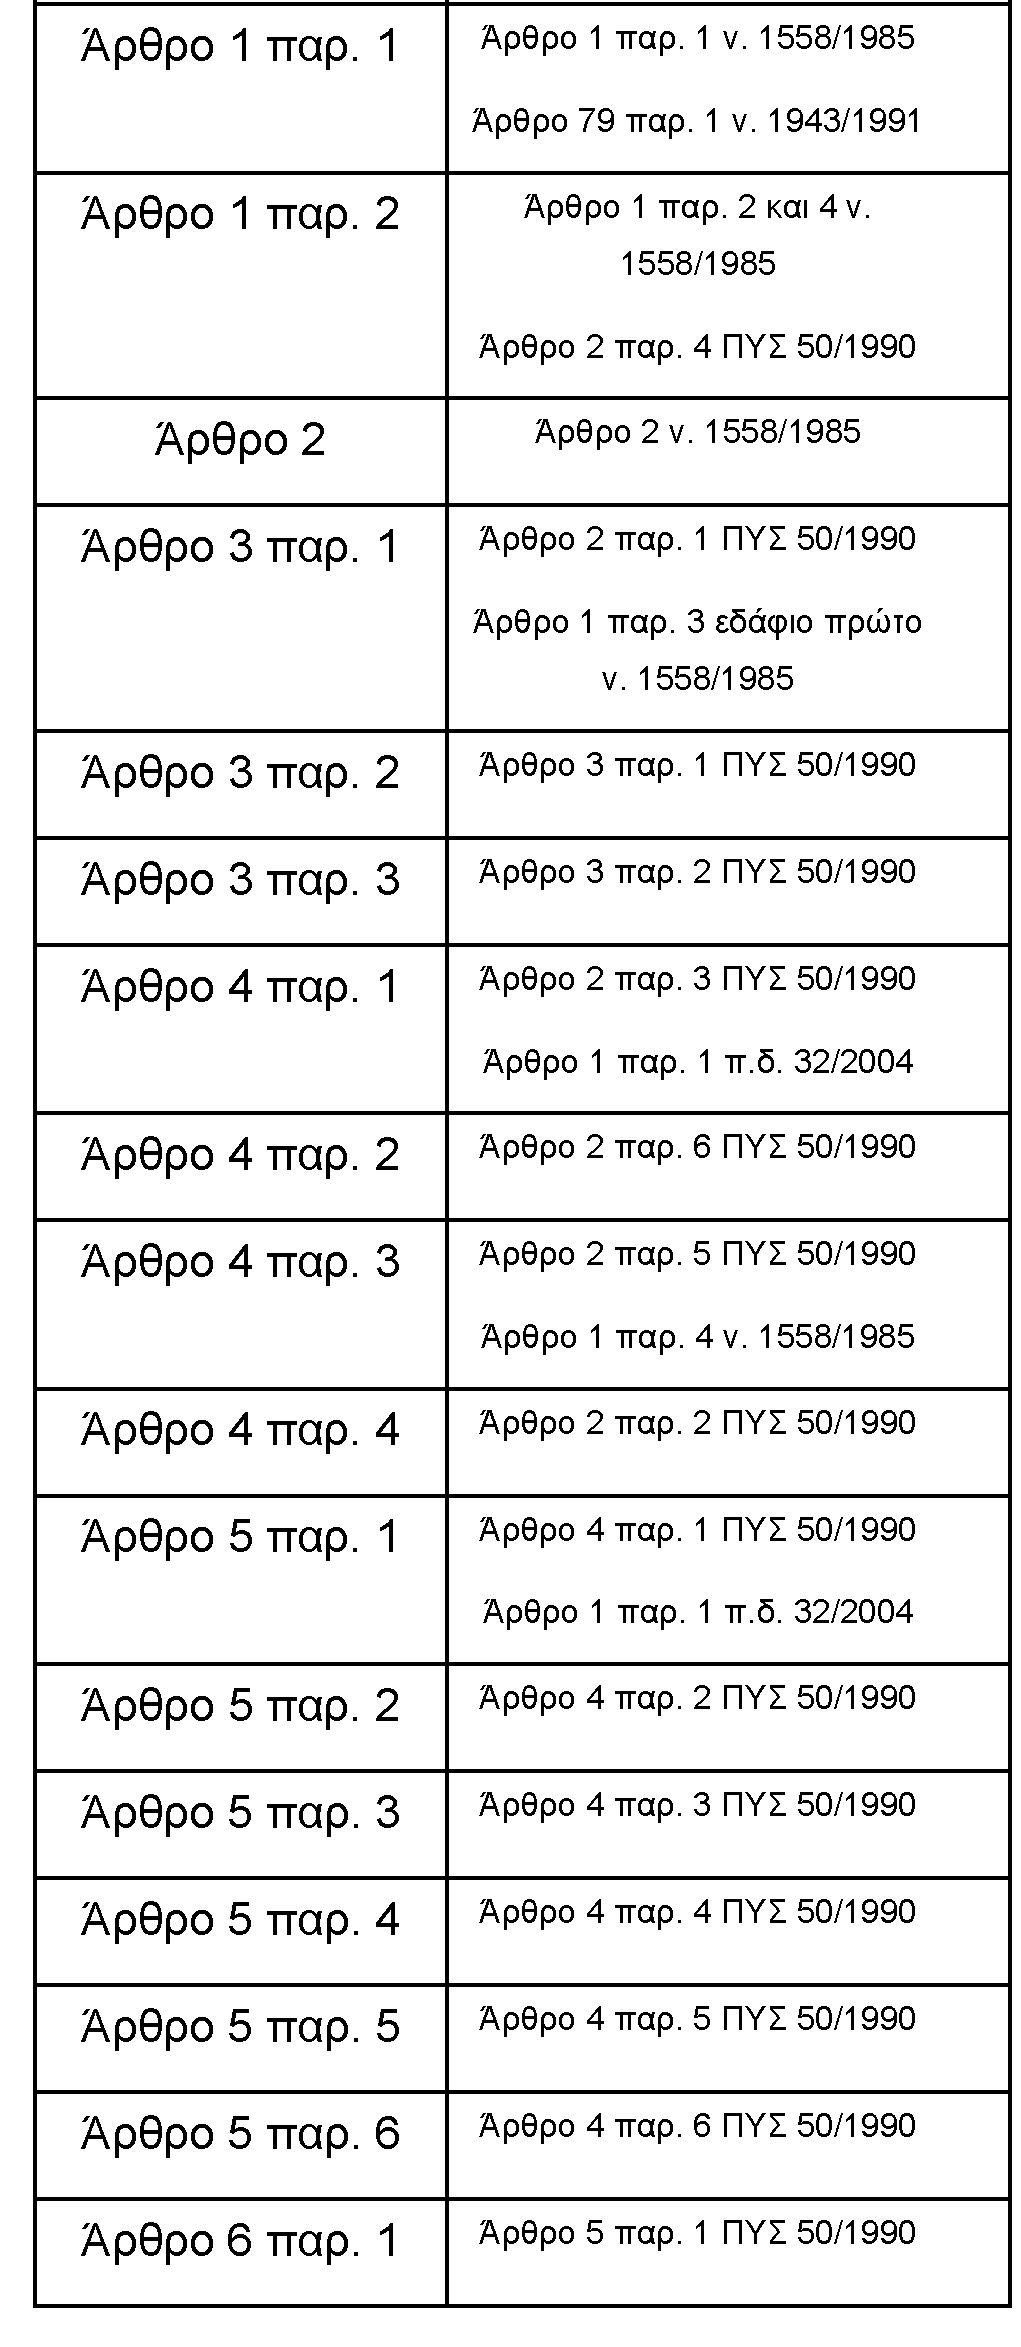 Άρθρο 1 παρ. 1
Άρθρο 1 παρ. 1 ν. 1558/1985
Άρθρο 79 παρ. 1 ν. 1943/1991
Άρθρο 1 παρ. 2
Άρθρο 1 παρ. 2 και 4 ν.
1558/1985
Άρθρο 2 παρ. 4 ΠΥΣ 50/1990
Άρθρο 2
Άρθρο 2 ν. 1558/1985
Άρθρο 3 παρ. 1
Άρθρο 2 παρ. 1 ΠΥΣ 50/1990
Άρθρο 1 παρ. 3 εδάφιο πρώτο
ν. 1558/1985
Άρθρο 3 παρ. 2
Άρθρο 3 παρ. 1 ΠΥΣ 50/1990
Άρθρο 3 παρ. 3
Άρθρο 3 παρ. 2 ΠΥΣ 50/1990
Άρθρο 4 παρ. 1
Άρθρο 2 παρ. 3 ΠΥΣ 50/1990
Άρθρο 1 παρ. 1 π.δ. 32/2004
Άρθρο 4 παρ. 2
Άρθρο 2 παρ. 6 ΠΥΣ 50/1990
Άρθρο 4 παρ. 3
Άρθρο 2 παρ. 5 ΠΥΣ 50/1990
Άρθρο 1 παρ. 4 ν. 1558/1985
Άρθρο 4 παρ. 4
Άρθρο 2 παρ. 2 ΠΥΣ 50/1990
Άρθρο 5 παρ. 1
Άρθρο 4 παρ. 1 ΠΥΣ 50/1990
Άρθρο 1 παρ. 1 π.δ. 32/2004
Άρθρο 5 παρ. 2
Άρθρο 4 παρ. 2 ΠΥΣ 50/1990
Άρθρο 5 παρ. 3
Άρθρο 4 παρ. 3 ΠΥΣ 50/1990
Άρθρο 5 παρ. 4
Άρθρο 4 παρ. 4 ΠΥΣ 50/1990
Άρθρο 5 παρ. 5
Άρθρο 4 παρ. 5 ΠΥΣ 50/1990
Άρθρο 5 παρ. 6
Άρθρο 4 παρ. 6 ΠΥΣ 50/1990
Άρθρο 6 παρ. 1
Άρθρο 5 παρ. 1 ΠΥΣ 50/1990